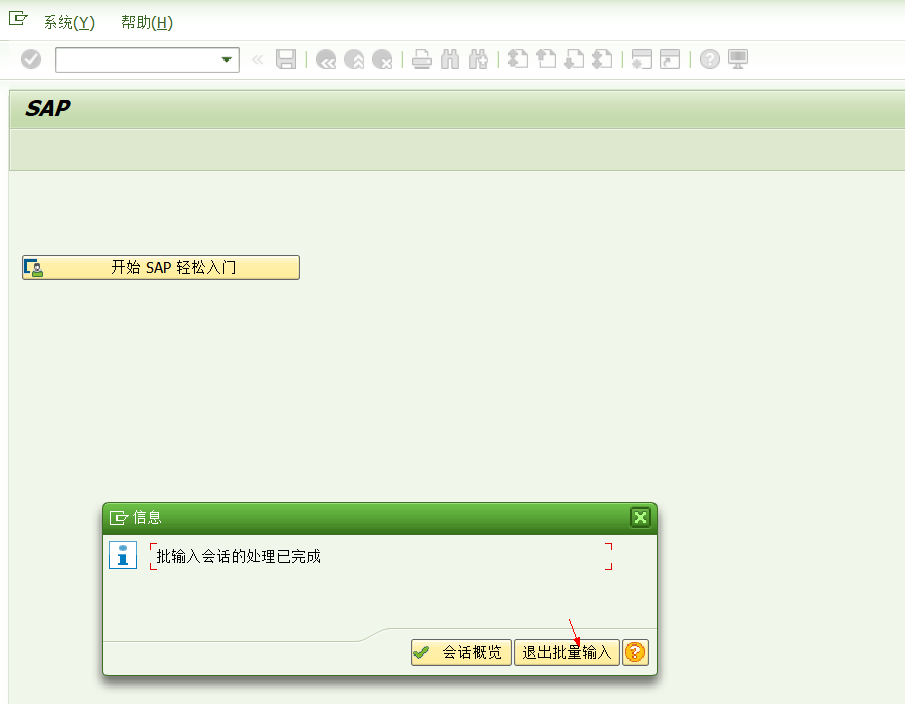 系统(Y) 帮助(H)
SAP
开始 SAP 轻松入门
信息
批输入会话的处理已完成
会话概览 退出批量输入